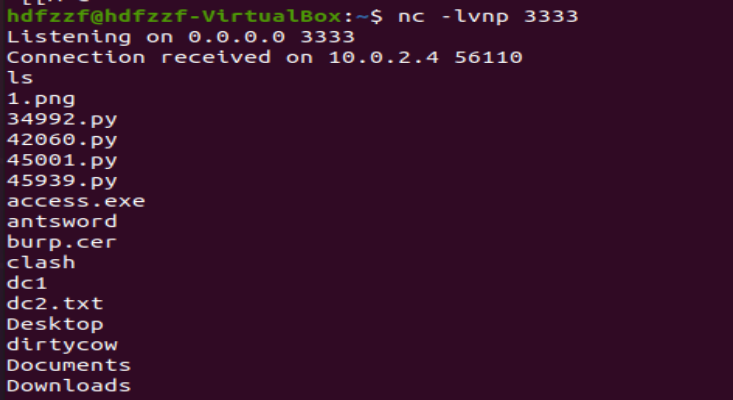 hdfzzf@hdfzzf-VirtualBox:~$ nc -lvnp 3333
Listening on 0.0.0.0 3333
Connection received on 10.0.2.4 56110
ls
1.png
34992.py
42060.py
45001.py
45939.py
access.exe
antsword
burp.cer
clash
dc1
dc2.txt
Desktop
dirtycow
Documents
Downloads